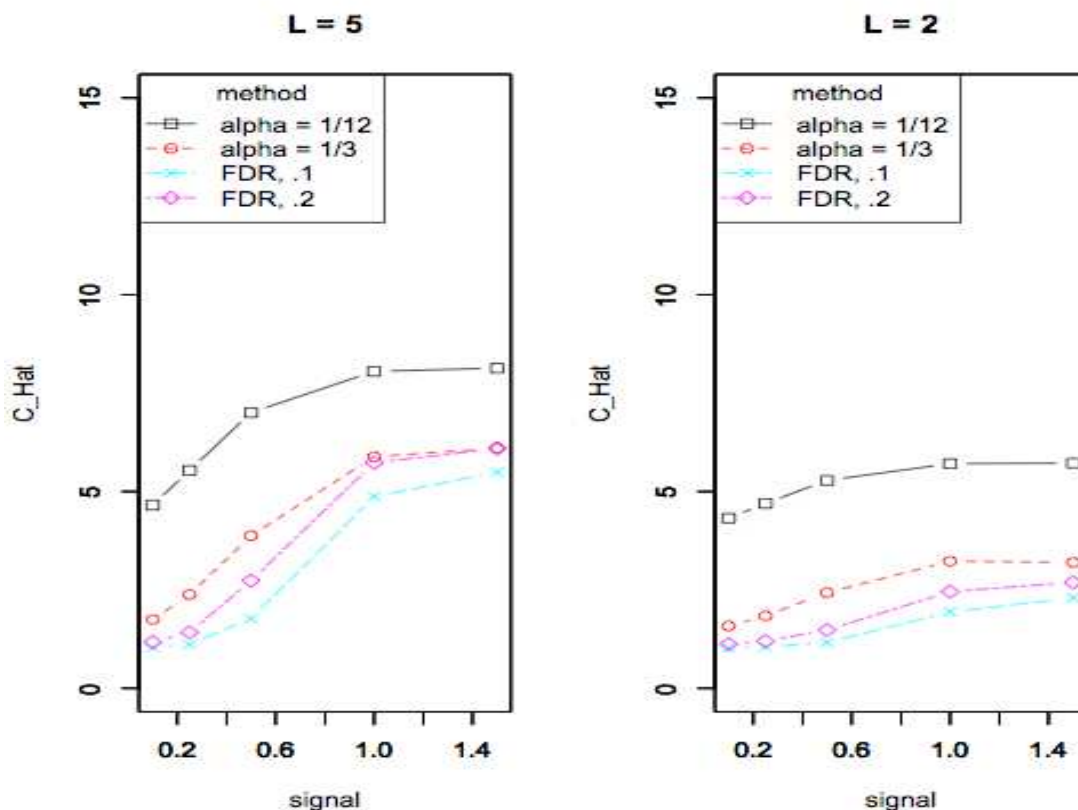 L = 5
method
alpha = 1/12
alpha = 1/3
FDR, .1
FDR, .2
15
10
5
0
C_Hat
0.2 0.6 1.0 1.4
signal
L = 2
method
alpha = 1/12
alpha = 1/3
FDR, .1
FDR, .2
15
10
5
0
C_Hat
0.2 0.6 1.0 1.4
signal